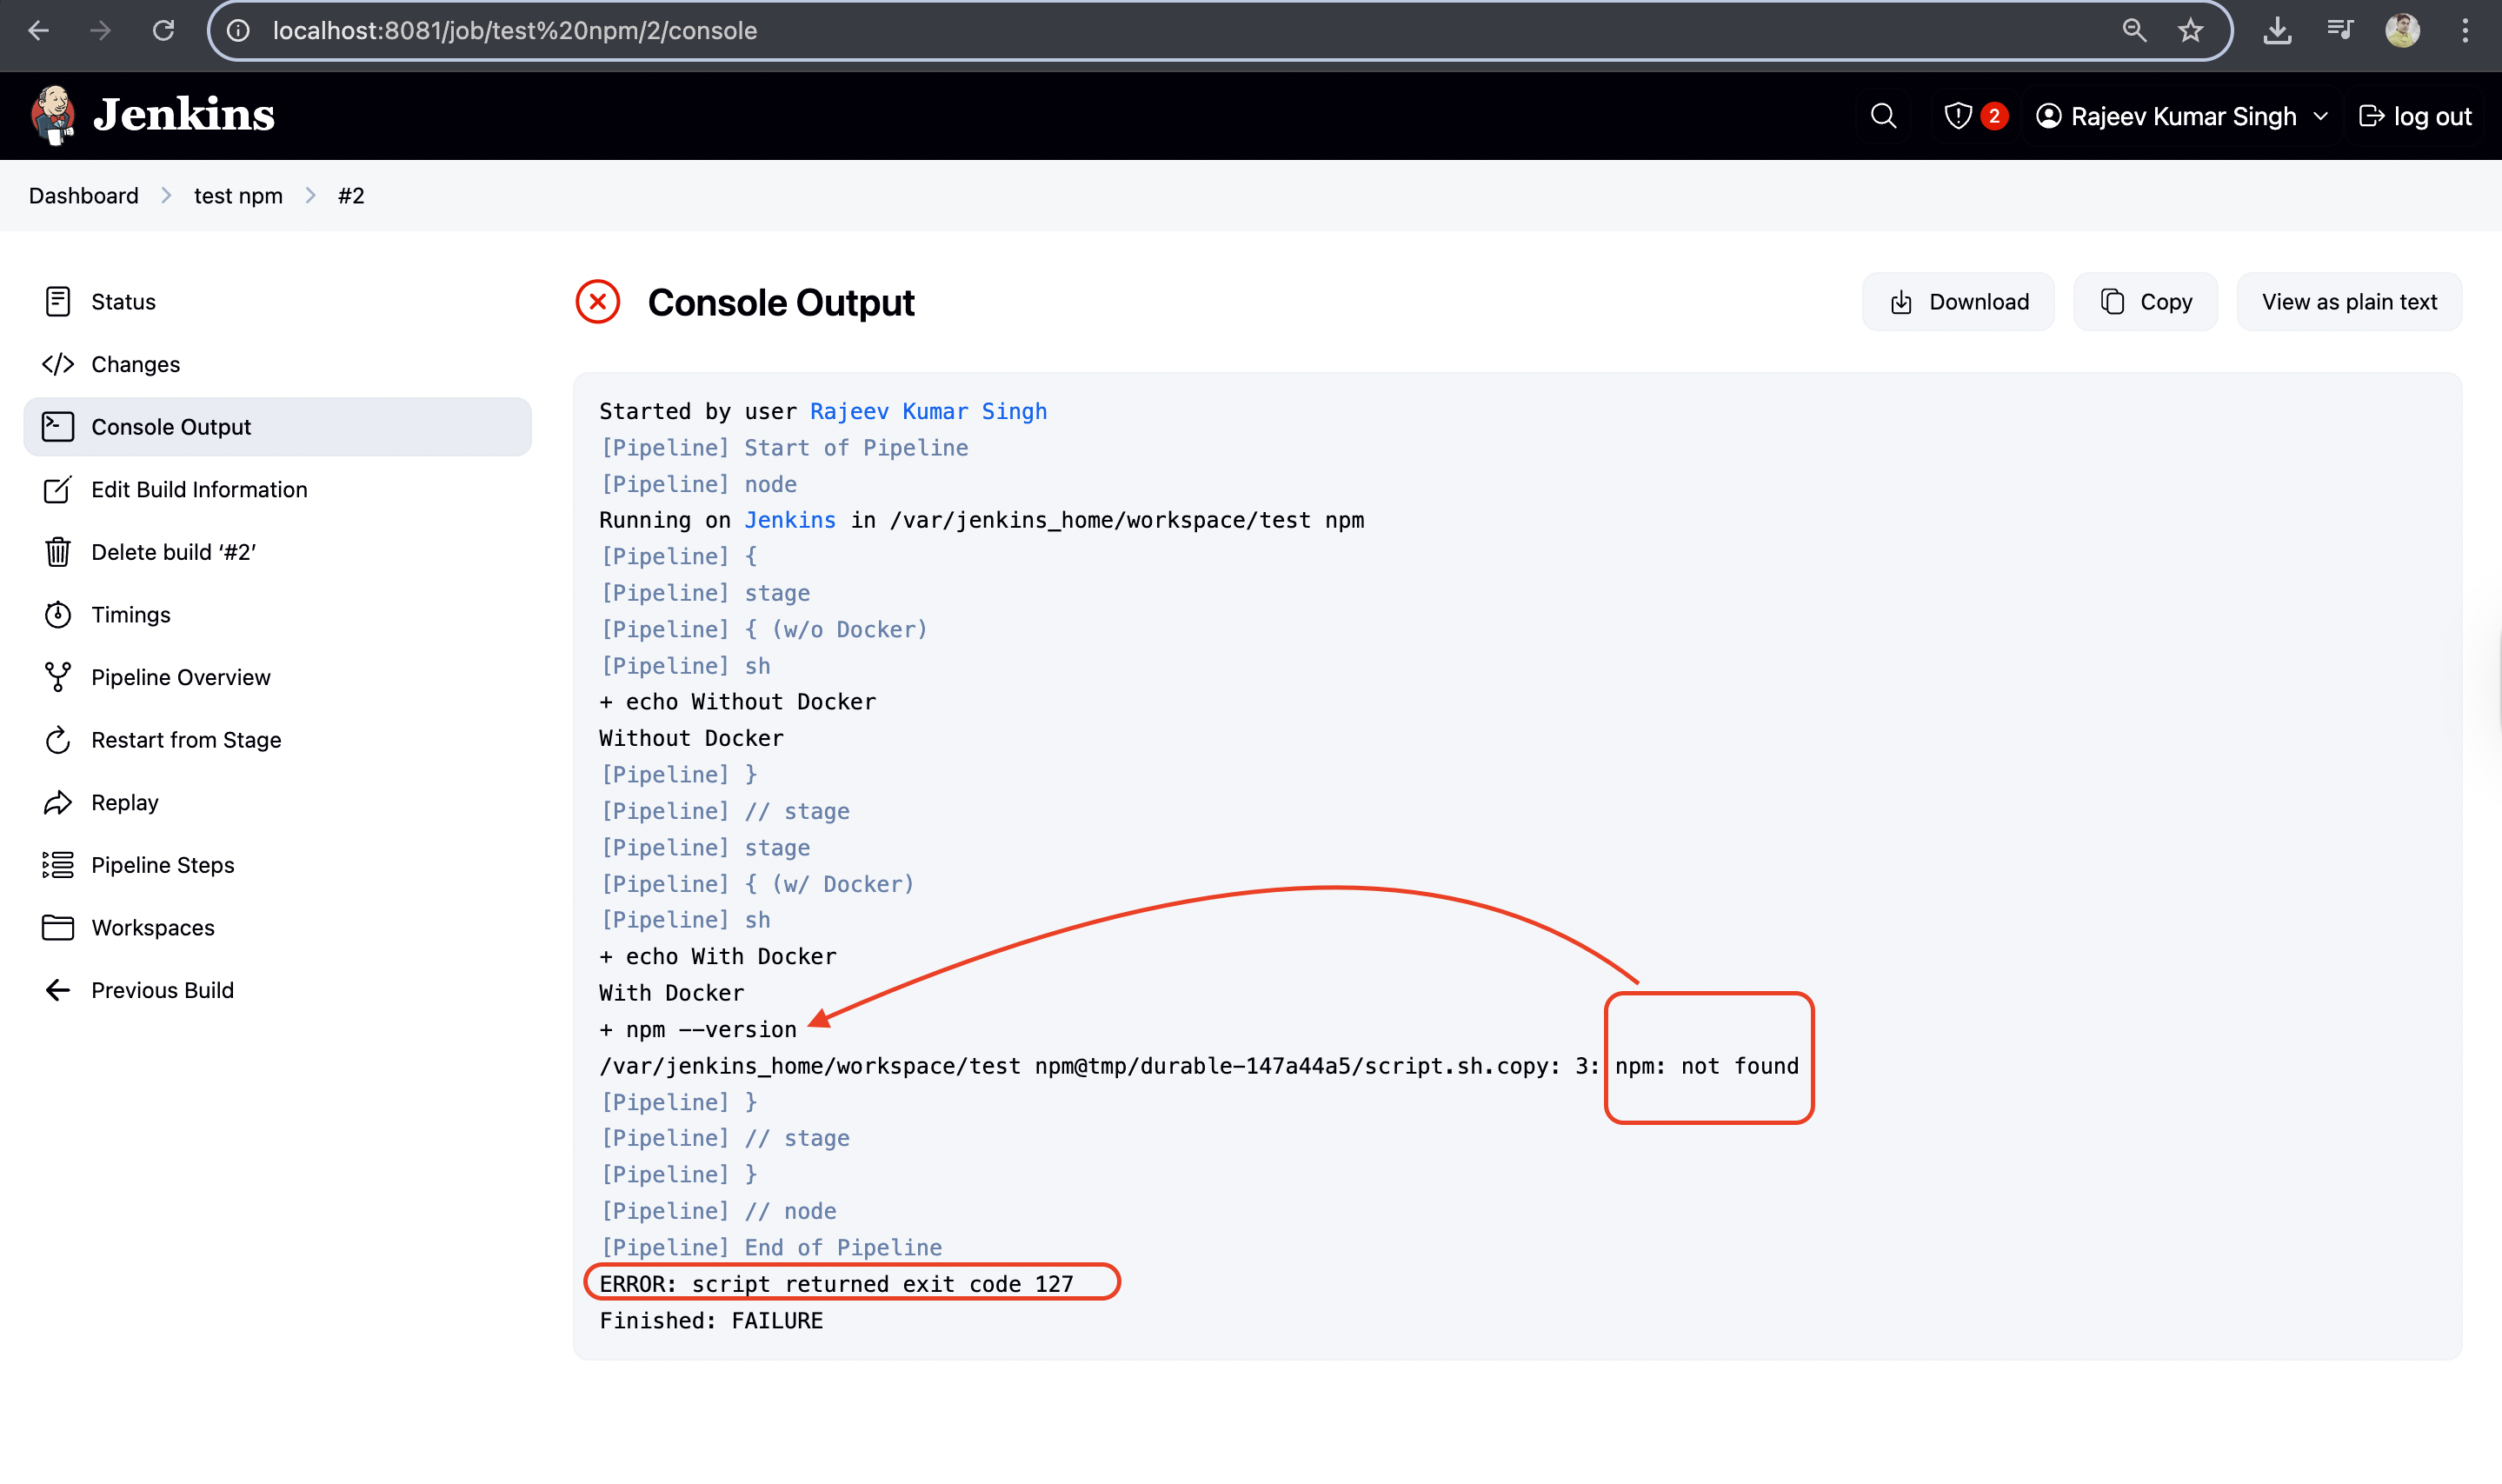 localhost:8081/job/test%20npm/2/console
Jenkins
2
Rajeev Kumar Singh
log out
Dashboard
test npm
#2
Status
Changes
Console Output
Edit Build Information
Delete build ‘#2’
Timings
Pipeline Overview
Restart from Stage
Replay
Pipeline Steps
Workspaces
Previous Build
Console Output
Download
Copy
View as plain text
Started by user Rajeev Kumar Singh
[Pipeline] Start of Pipeline
[Pipeline] node
Running on Jenkins in /var/jenkins_home/workspace/test npm
[Pipeline] {
[Pipeline] stage
[Pipeline] { (w/o Docker)
[Pipeline] sh
+ echo Without Docker
Without Docker
[Pipeline] }
[Pipeline] // stage
[Pipeline] stage
[Pipeline] { (w/ Docker)
[Pipeline] sh
+ echo With Docker
With Docker
+ npm --version
/var/jenkins_home/workspace/test npm@tmp/durable-147a44a5/script.sh.copy: 3: npm: not found
[Pipeline] }
[Pipeline] // stage
[Pipeline] }
[Pipeline] // node
[Pipeline] End of Pipeline
ERROR: script returned exit code 127
Finished: FAILURE